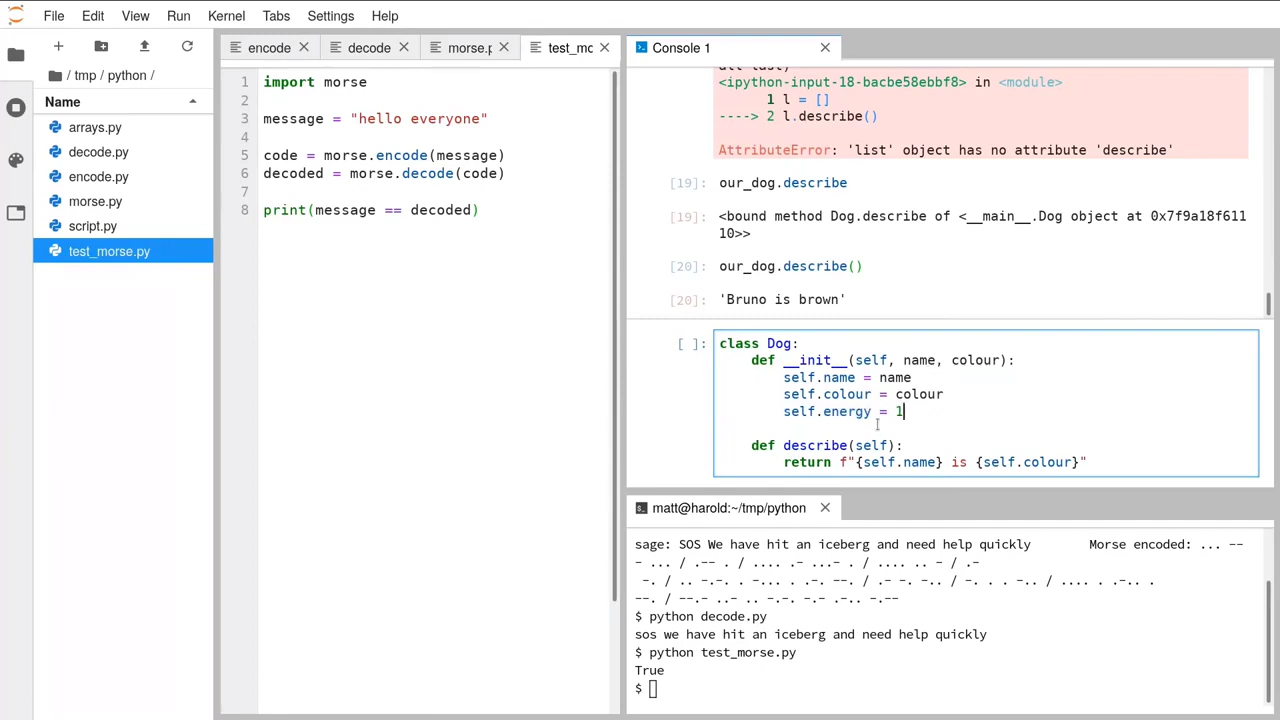 File Edit View Run Kernel Tabs Settings Help
/ tmp / python /
Name
arrays.py
decode.py
encode.py
morse.py
script.py
test_morse.py
encode
decode
morse.p
test_mo
1 import morse
2
3 message = "hello everyone"
4
5 code = morse.encode(message)
6 decoded = morse.decode(code)
7
8 print(message == decoded)
Console 1
<ipython-input-18-bacbe58ebbf8> in <module>
1 l = []
----> 2 l.describe()
AttributeError: 'list' object has no attribute 'describe'
[19]: our_dog.describe
[19]: <bound method Dog.describe of <__main__.Dog object at 0x7f9a18f611
10>>
[20]: our_dog.describe()
[20]: 'Bruno is brown'
[ ]: class Dog:
def __init__(self, name, colour):
self.name = name
self.colour = colour
self.energy = 1
def describe(self):
return f"{self.name} is {self.colour}"
matt@harold:~/tmp/python
sage: SOS We have hit an iceberg and need help quickly Morse encoded: ... --
- ... / .-- . / .... .- ...- . / .... .. - / .-
-. / .. -.-. . -... . .-. --. / .- -. -.. / -. . . -.. / .... . .-.. .
--. / --.- ..- .. -.-. -.- .-.. -.--
$ python decode.py
sos we have hit an iceberg and need help quickly
$ python test_morse.py
True
$